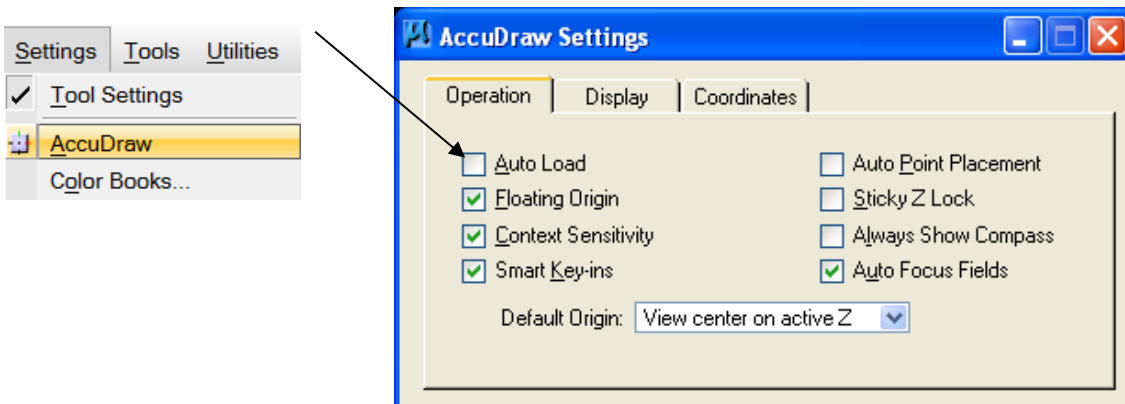 Settings Tools Utilities
Tool Settings
AccuDraw
Color Books...
AccuDraw Settings
Operation Display Coordinates
Auto Load Auto Point Placement
Floating Origin Sticky Z Lock
Context Sensitivity Always Show Compass
Smart Key-ins Auto Focus Fields
Default Origin: View center on active Z